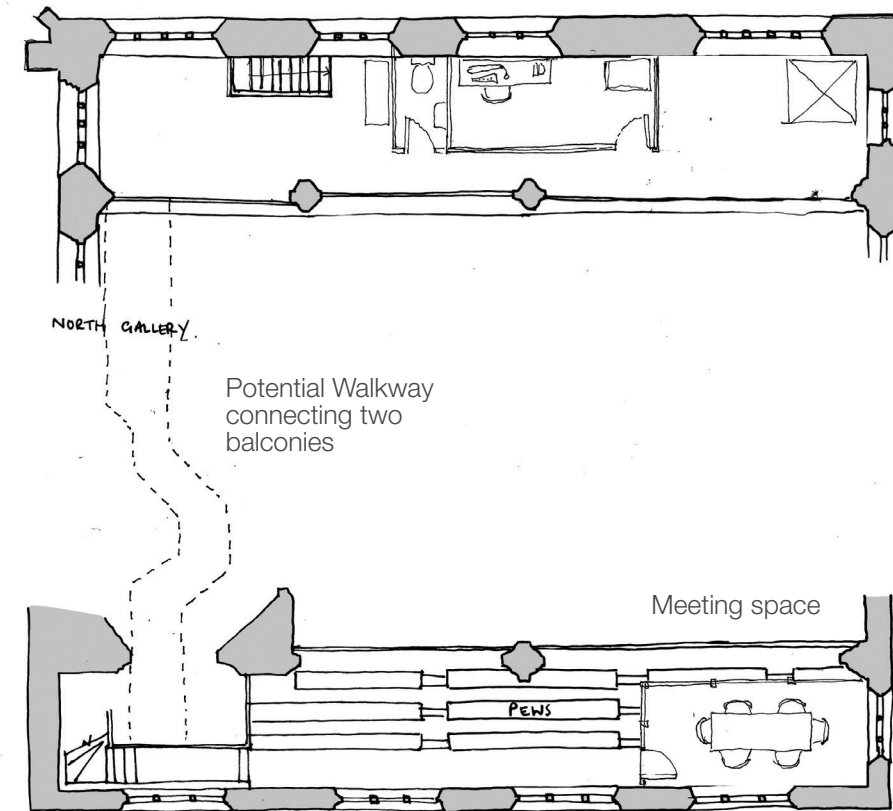 NORTH GALLERY.
Potential Walkway
connecting two
balconies
Meeting space
PEWS